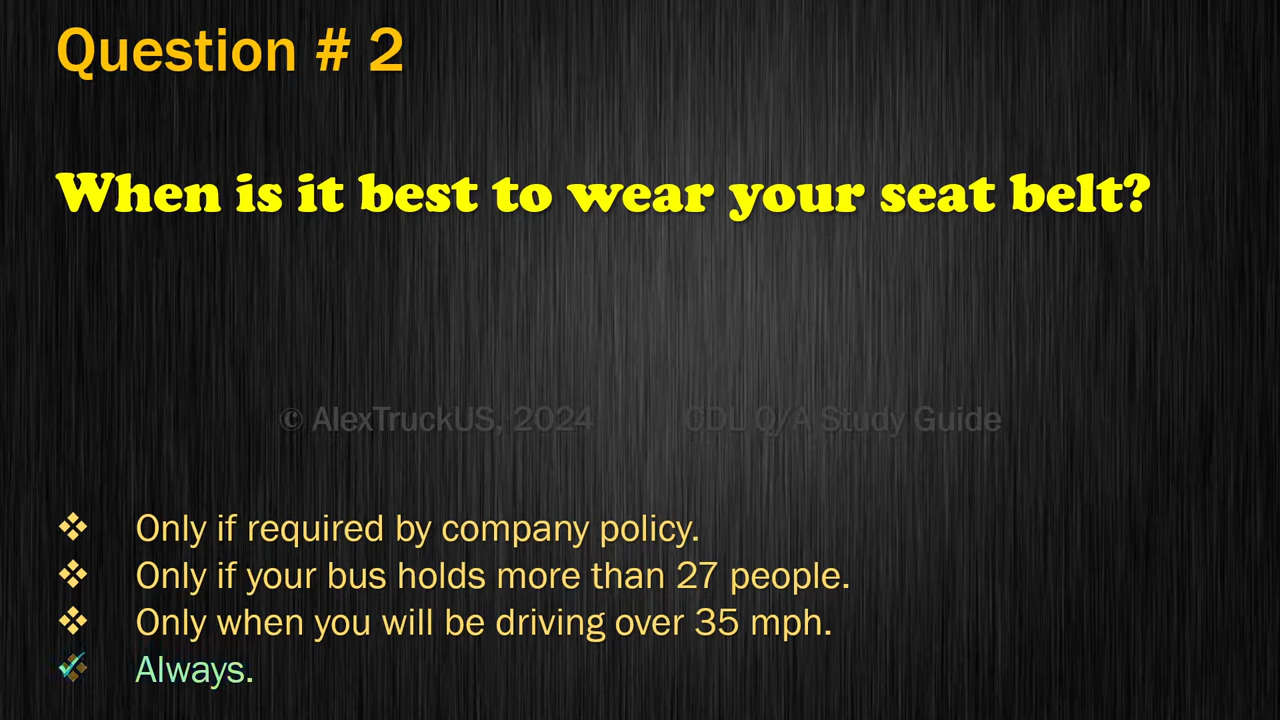 Question # 2
When is it best to wear your seat belt?
© AlexTruckUS, 2024 CDL Q/A Study Guide
❖ Only if required by company policy.
❖ Only if your bus holds more than 27 people.
❖ Only when you will be driving over 35 mph.
✓ Always.